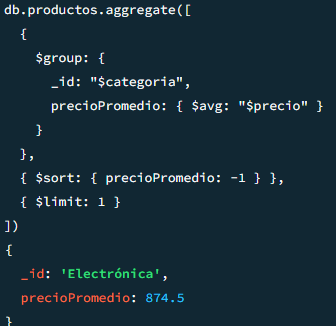 db.productos.aggregate([
  {
    $group: {
      _id: "$categoria",
      precioPromedio: { $avg: "$precio" }
    }
  },
  { $sort: { precioPromedio: -1 } },
  { $limit: 1 }
])
{
  _id: 'Electrónica',
  precioPromedio: 874.5
}